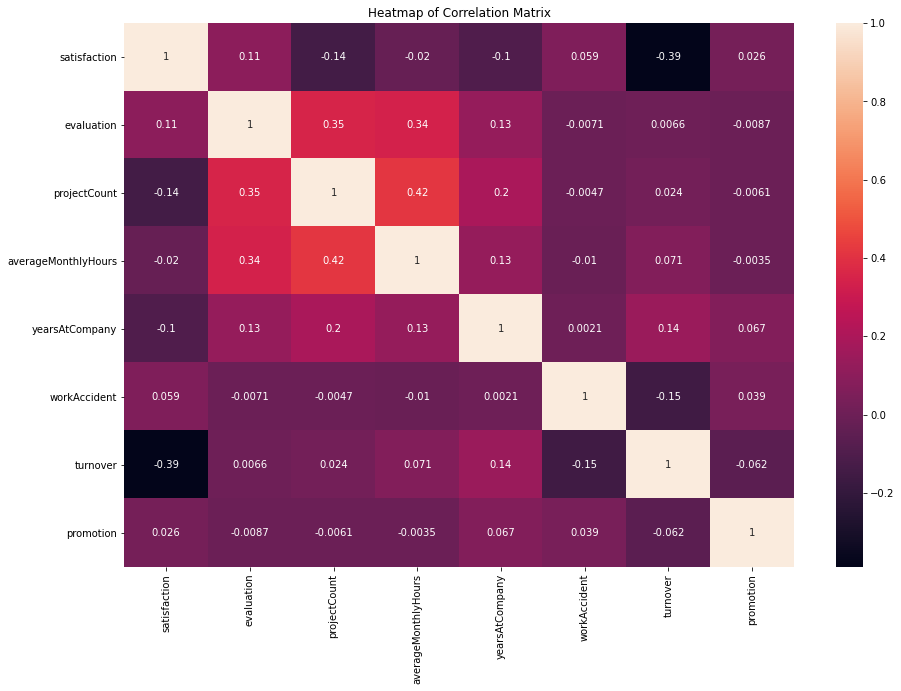 Heatmap of Correlation Matrix
satisfaction 1 0.11 -0.14 -0.02 -0.1 0.059 -0.39 0.026
evaluation 0.11 1 0.35 0.34 0.13 -0.0071 0.0066 -0.0087
projectCount -0.14 0.35 1 0.42 0.2 -0.0047 0.024 -0.0061
averageMonthlyHours -0.02 0.34 0.42 1 0.13 -0.01 0.071 -0.0035
yearsAtCompany -0.1 0.13 0.2 0.13 1 0.0021 0.14 0.067
workAccident 0.059 -0.0071 -0.0047 -0.01 0.0021 1 -0.15 0.039
turnover -0.39 0.0066 0.024 0.071 0.14 -0.15 1 -0.062
promotion 0.026 -0.0087 -0.0061 -0.0035 0.067 0.039 -0.062 1
satisfaction
evaluation
projectCount
averageMonthlyHours
yearsAtCompany
workAccident
turnover
promotion
1.0
0.8
0.6
0.4
0.2
0.0
−0.2